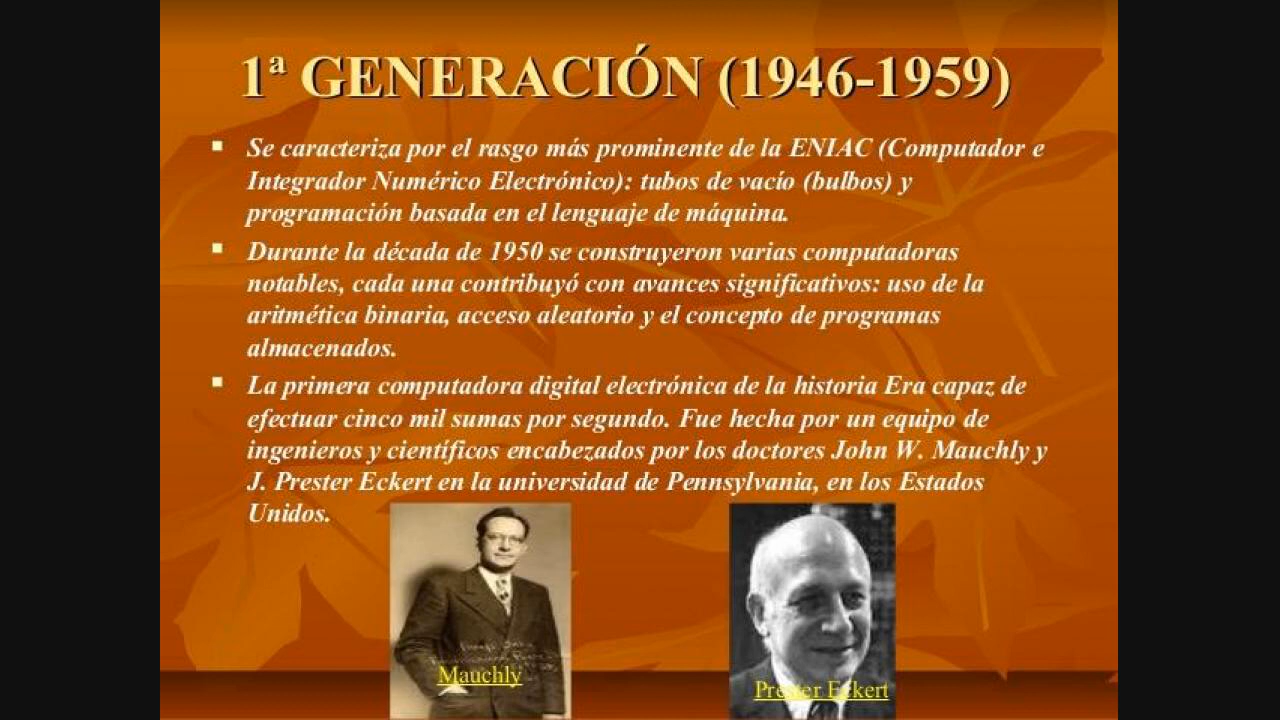 1ª GENERACIÓN (1946-1959)
Se caracteriza por el rasgo más prominente de la ENIAC (Computador e
Integrador Numérico Electrónico): tubos de vacío (bulbos) y
programación basada en el lenguaje de máquina.
Durante la década de 1950 se construyeron varias computadoras
notables, cada una contribuyó con avances significativos: uso de la
aritmética binaria, acceso aleatorio y el concepto de programas
almacenados.
La primera computadora digital electrónica de la historia Era capaz de
efectuar cinco mil sumas por segundo. Fue hecha por un equipo de
ingenieros y científicos encabezados por los doctores John W. Mauchly y
J. Prester Eckert en la universidad de Pennsylvania, en los Estados
Unidos.
Mauchly
Prester Eckert